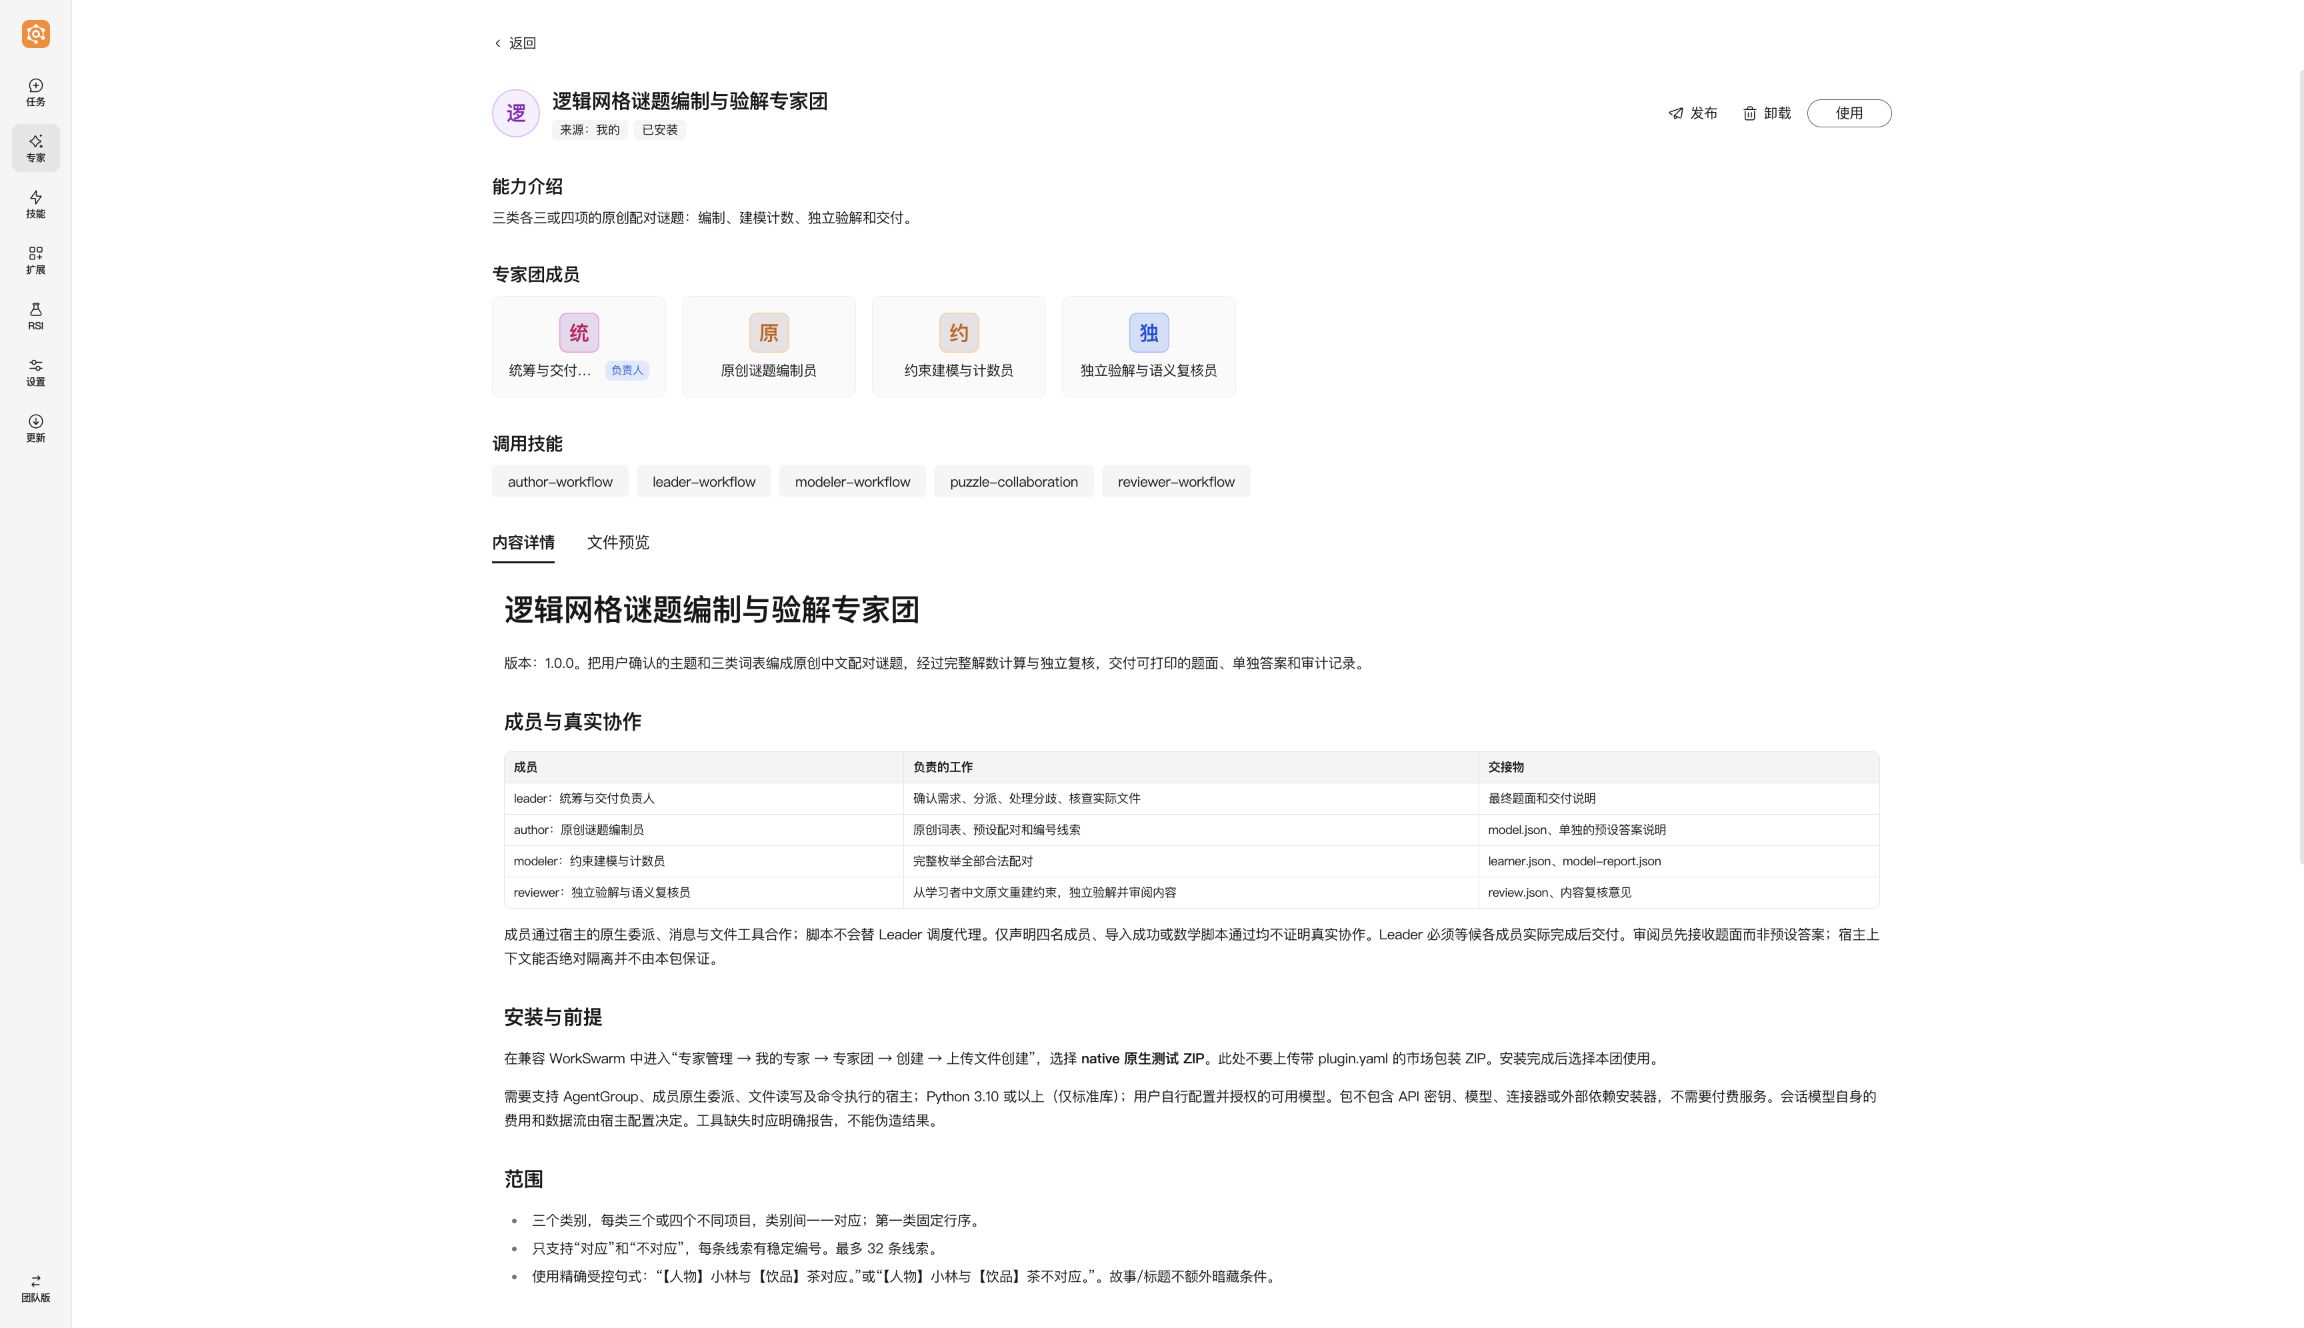 返回
逻
逻辑网格谜题编制与验解专家团
来源：我的
已安装
发布
卸载
使用
任务
专家
技能
扩展
RSI
设置
更新
团队版
能力介绍
三类各三或四项的原创配对谜题：编制、建模计数、独立验解和交付。
专家团成员
统
统筹与交付...
负责人
原
原创谜题编制员
约
约束建模与计数员
独
独立验解与语义复核员
调用技能
author-workflow
leader-workflow
modeler-workflow
puzzle-collaboration
reviewer-workflow
内容详情
文件预览
逻辑网格谜题编制与验解专家团
版本：1.0.0。把用户确认的主题和三类词表编成原创中文配对谜题，经过完整解数计算与独立复核，交付可打印的题面、单独答案和审计记录。
成员与真实协作
成员 负责的工作 交接物
leader：统筹与交付负责人 确认需求、分派、处理分歧、核查实际文件 最终题面和交付说明
author：原创谜题编制员 原创词表、预设配对和编号线索 model.json、单独的预设答案说明
modeler：约束建模与计数员 完整枚举全部合法配对 learner.json、model-report.json
reviewer：独立验解与语义复核员 从学习者中文原文重建约束，独立验解并审阅内容 review.json、内容复核意见
成员通过宿主的原生委派、消息与文件工具合作；脚本不会替 Leader 调度代理。仅声明四名成员、导入成功或数学脚本通过均不证明真实协作。Leader 必须等候各成员实际完成后交付。审阅员先接收题面而非预设答案；宿主上
下文能否绝对隔离并不由本包保证。
安装与前提
在兼容 WorkSwarm 中进入“专家管理 → 我的专家 → 专家团 → 创建 → 上传文件创建”，选择 native 原生测试 ZIP。此处不要上传带 plugin.yaml 的市场包装 ZIP。安装完成后选择本团使用。
需要支持 AgentGroup、成员原生委派、文件读写及命令执行的宿主；Python 3.10 或以上（仅标准库）；用户自行配置并授权的可用模型。包不包含 API 密钥、模型、连接器或外部依赖安装器，不需要付费服务。会话模型自身的
费用和数据流由宿主配置决定。工具缺失时应明确报告，不能伪造结果。
范围
三个类别，每类三个或四个不同项目，类别间一一对应；第一类固定行序。
只支持“对应”和“不对应”，每条线索有稳定编号。最多 32 条线索。
使用精确受控句式：“【人物】小林与【饮品】茶对应。”或“【人物】小林与【饮品】茶不对应。”。故事/标题不额外暗藏条件。